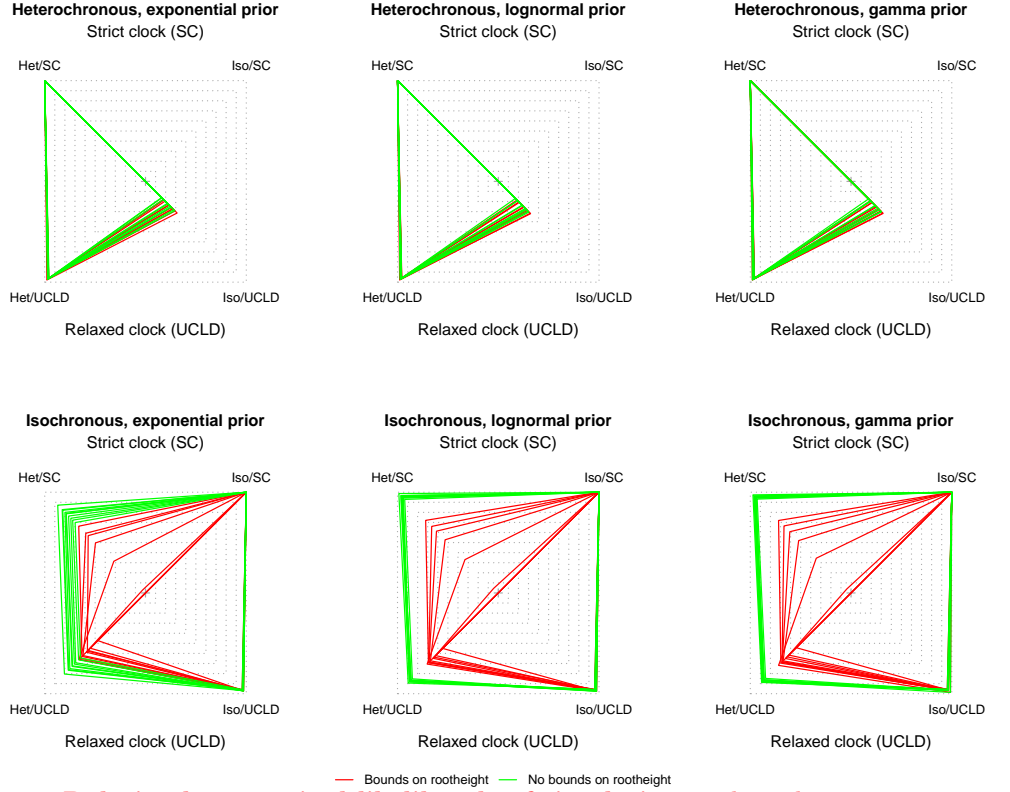 Heterochronous, exponential prior
Strict clock (SC)
Het/SC Iso/SC
Het/UCLD Iso/UCLD
Relaxed clock (UCLD)
Heterochronous, lognormal prior
Strict clock (SC)
Het/SC Iso/SC
Het/UCLD Iso/UCLD
Relaxed clock (UCLD)
Heterochronous, gamma prior
Strict clock (SC)
Het/SC Iso/SC
Het/UCLD Iso/UCLD
Relaxed clock (UCLD)
Isochronous, exponential prior
Strict clock (SC)
Het/SC Iso/SC
Het/UCLD Iso/UCLD
Relaxed clock (UCLD)
Isochronous, lognormal prior
Strict clock (SC)
Het/SC Iso/SC
Het/UCLD Iso/UCLD
Relaxed clock (UCLD)
Isochronous, gamma prior
Strict clock (SC)
Het/SC Iso/SC
Het/UCLD Iso/UCLD
Relaxed clock (UCLD)
Bounds on rootheight No bounds on rootheight